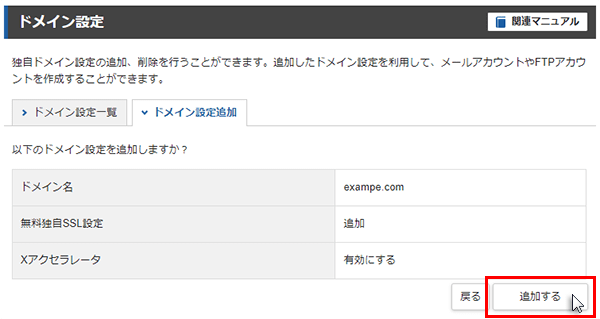 ドメイン設定
関連マニュアル
独自ドメイン設定の追加、削除を行うことができます。追加したドメイン設定を利用して、メールアカウントやFTPアカウ
ントを作成することができます。
ドメイン設定一覧
ドメイン設定追加
以下のドメイン設定を追加しますか？
ドメイン名
exampe.com
無料独自SSL設定
追加
Xアクセラレータ
有効にする
戻る
追加する